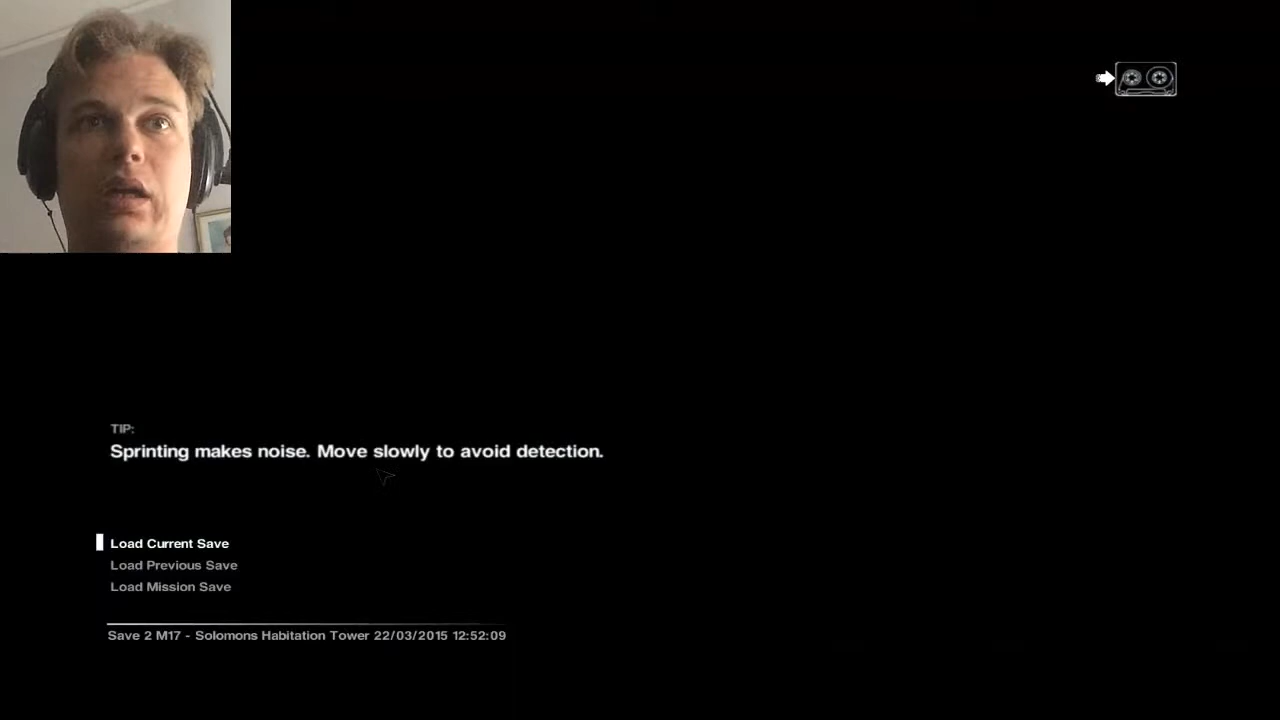 TIP:
Sprinting makes noise. Move slowly to avoid detection.
Load Current Save
Load Previous Save
Load Mission Save
Save 2 M17 - Solomons Habitation Tower 22/03/2015 12:52:09